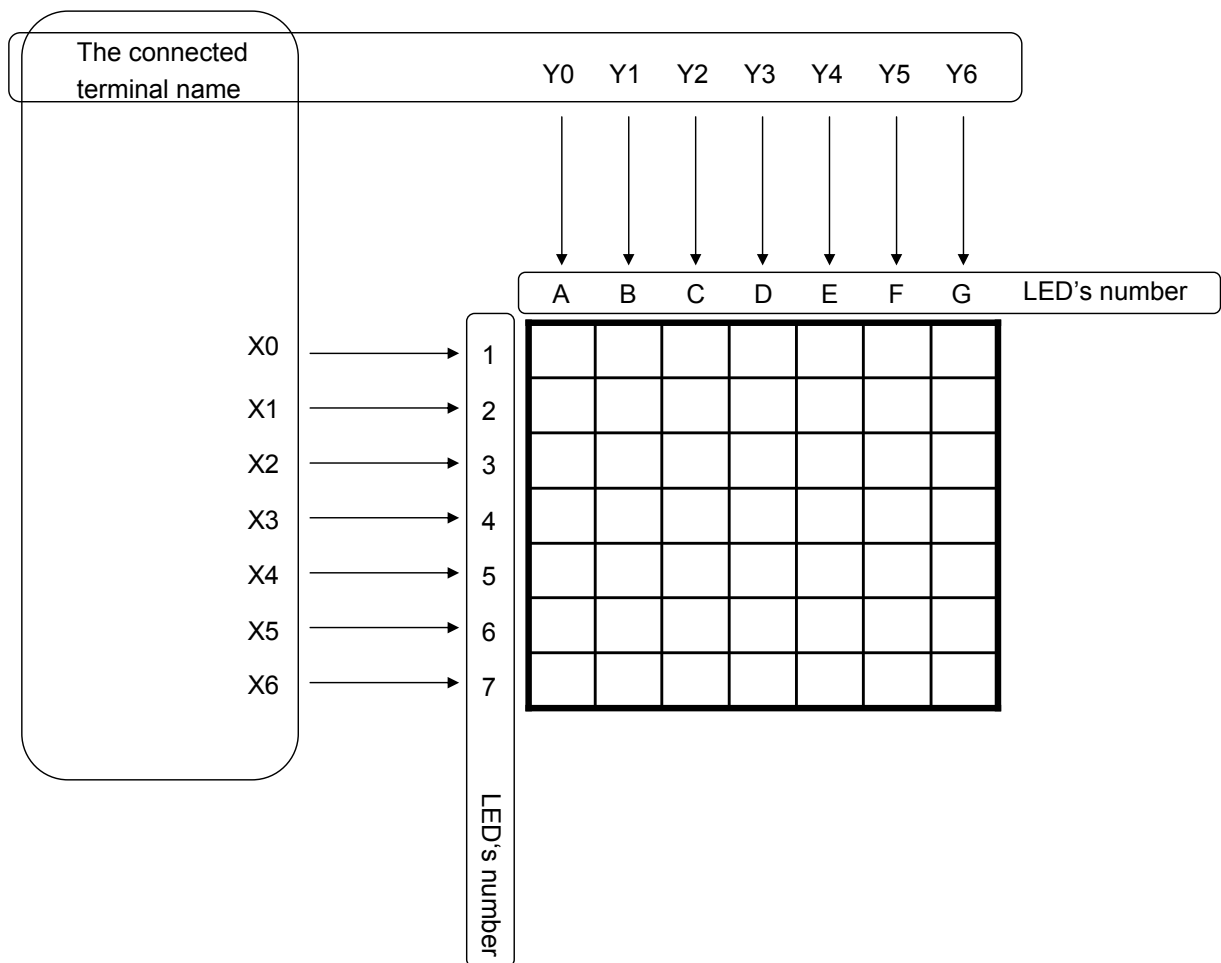 The connected
terminal name
Y0 Y1 Y2 Y3 Y4 Y5 Y6
A B C D E F G LED's number
X0 1
X1 2
X2 3
X3 4
X4 5
X5 6
X6 7
LED's number